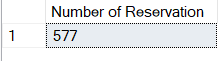 Number of Reservation
1 577